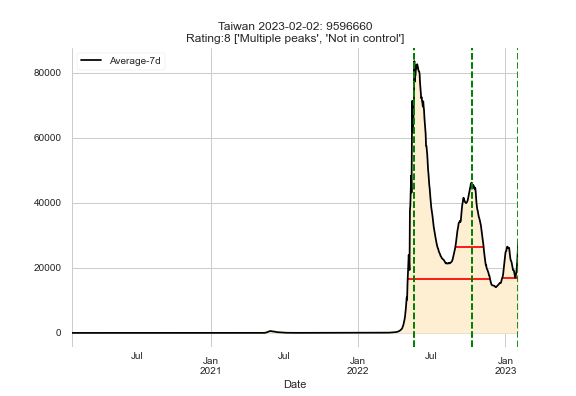 Taiwan 2023-02-02: 9596660
Rating:8 ['Multiple peaks', 'Not in control']
Average-7d
80000
60000
40000
20000
0
Jul
Jan
2021
Jul
Jan
2022
Jul
Jan
2023
Date